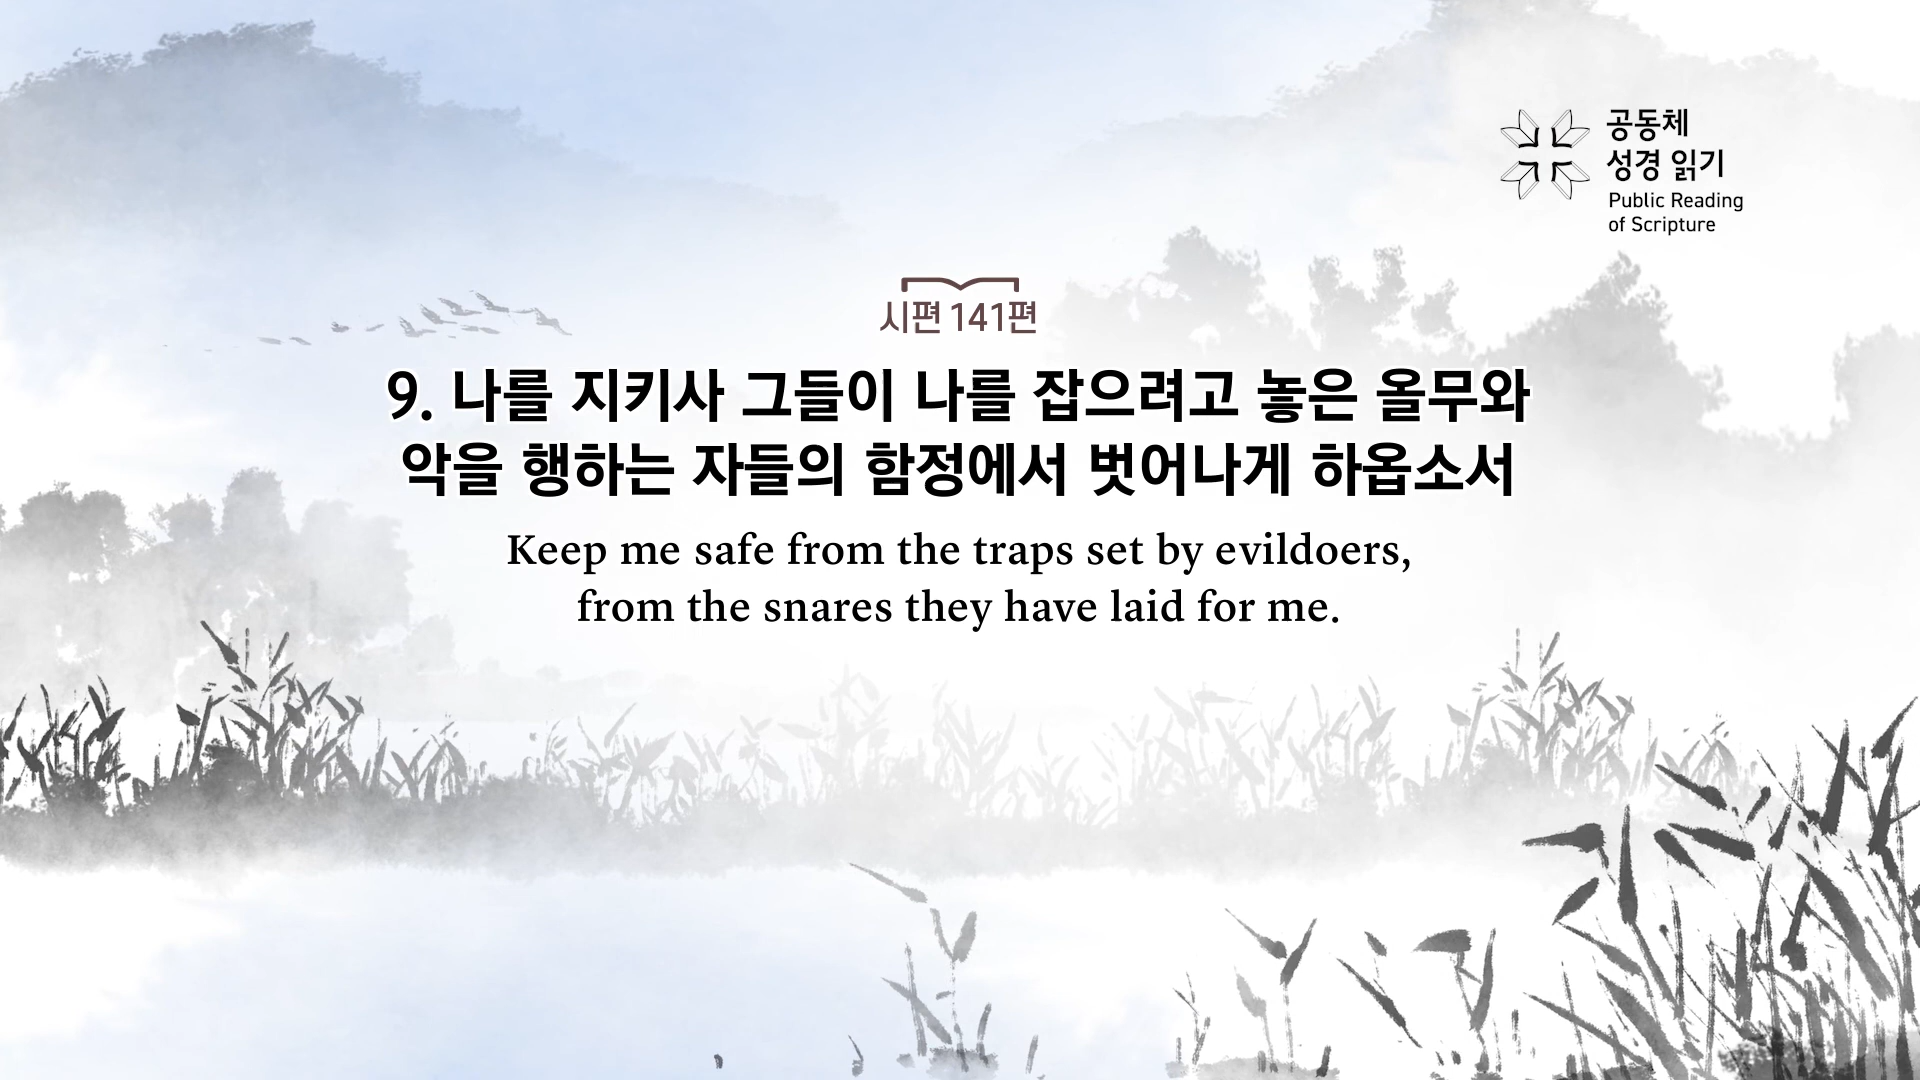 공동체
성경 읽기
Public Reading
of Scripture
시편 141편
9. 나를 지키사 그들이 나를 잡으려고 놓은 올무와
악을 행하는 자들의 함정에서 벗어나게 하옵소서
Keep me safe from the traps set by evildoers,
from the snares they have laid for me.